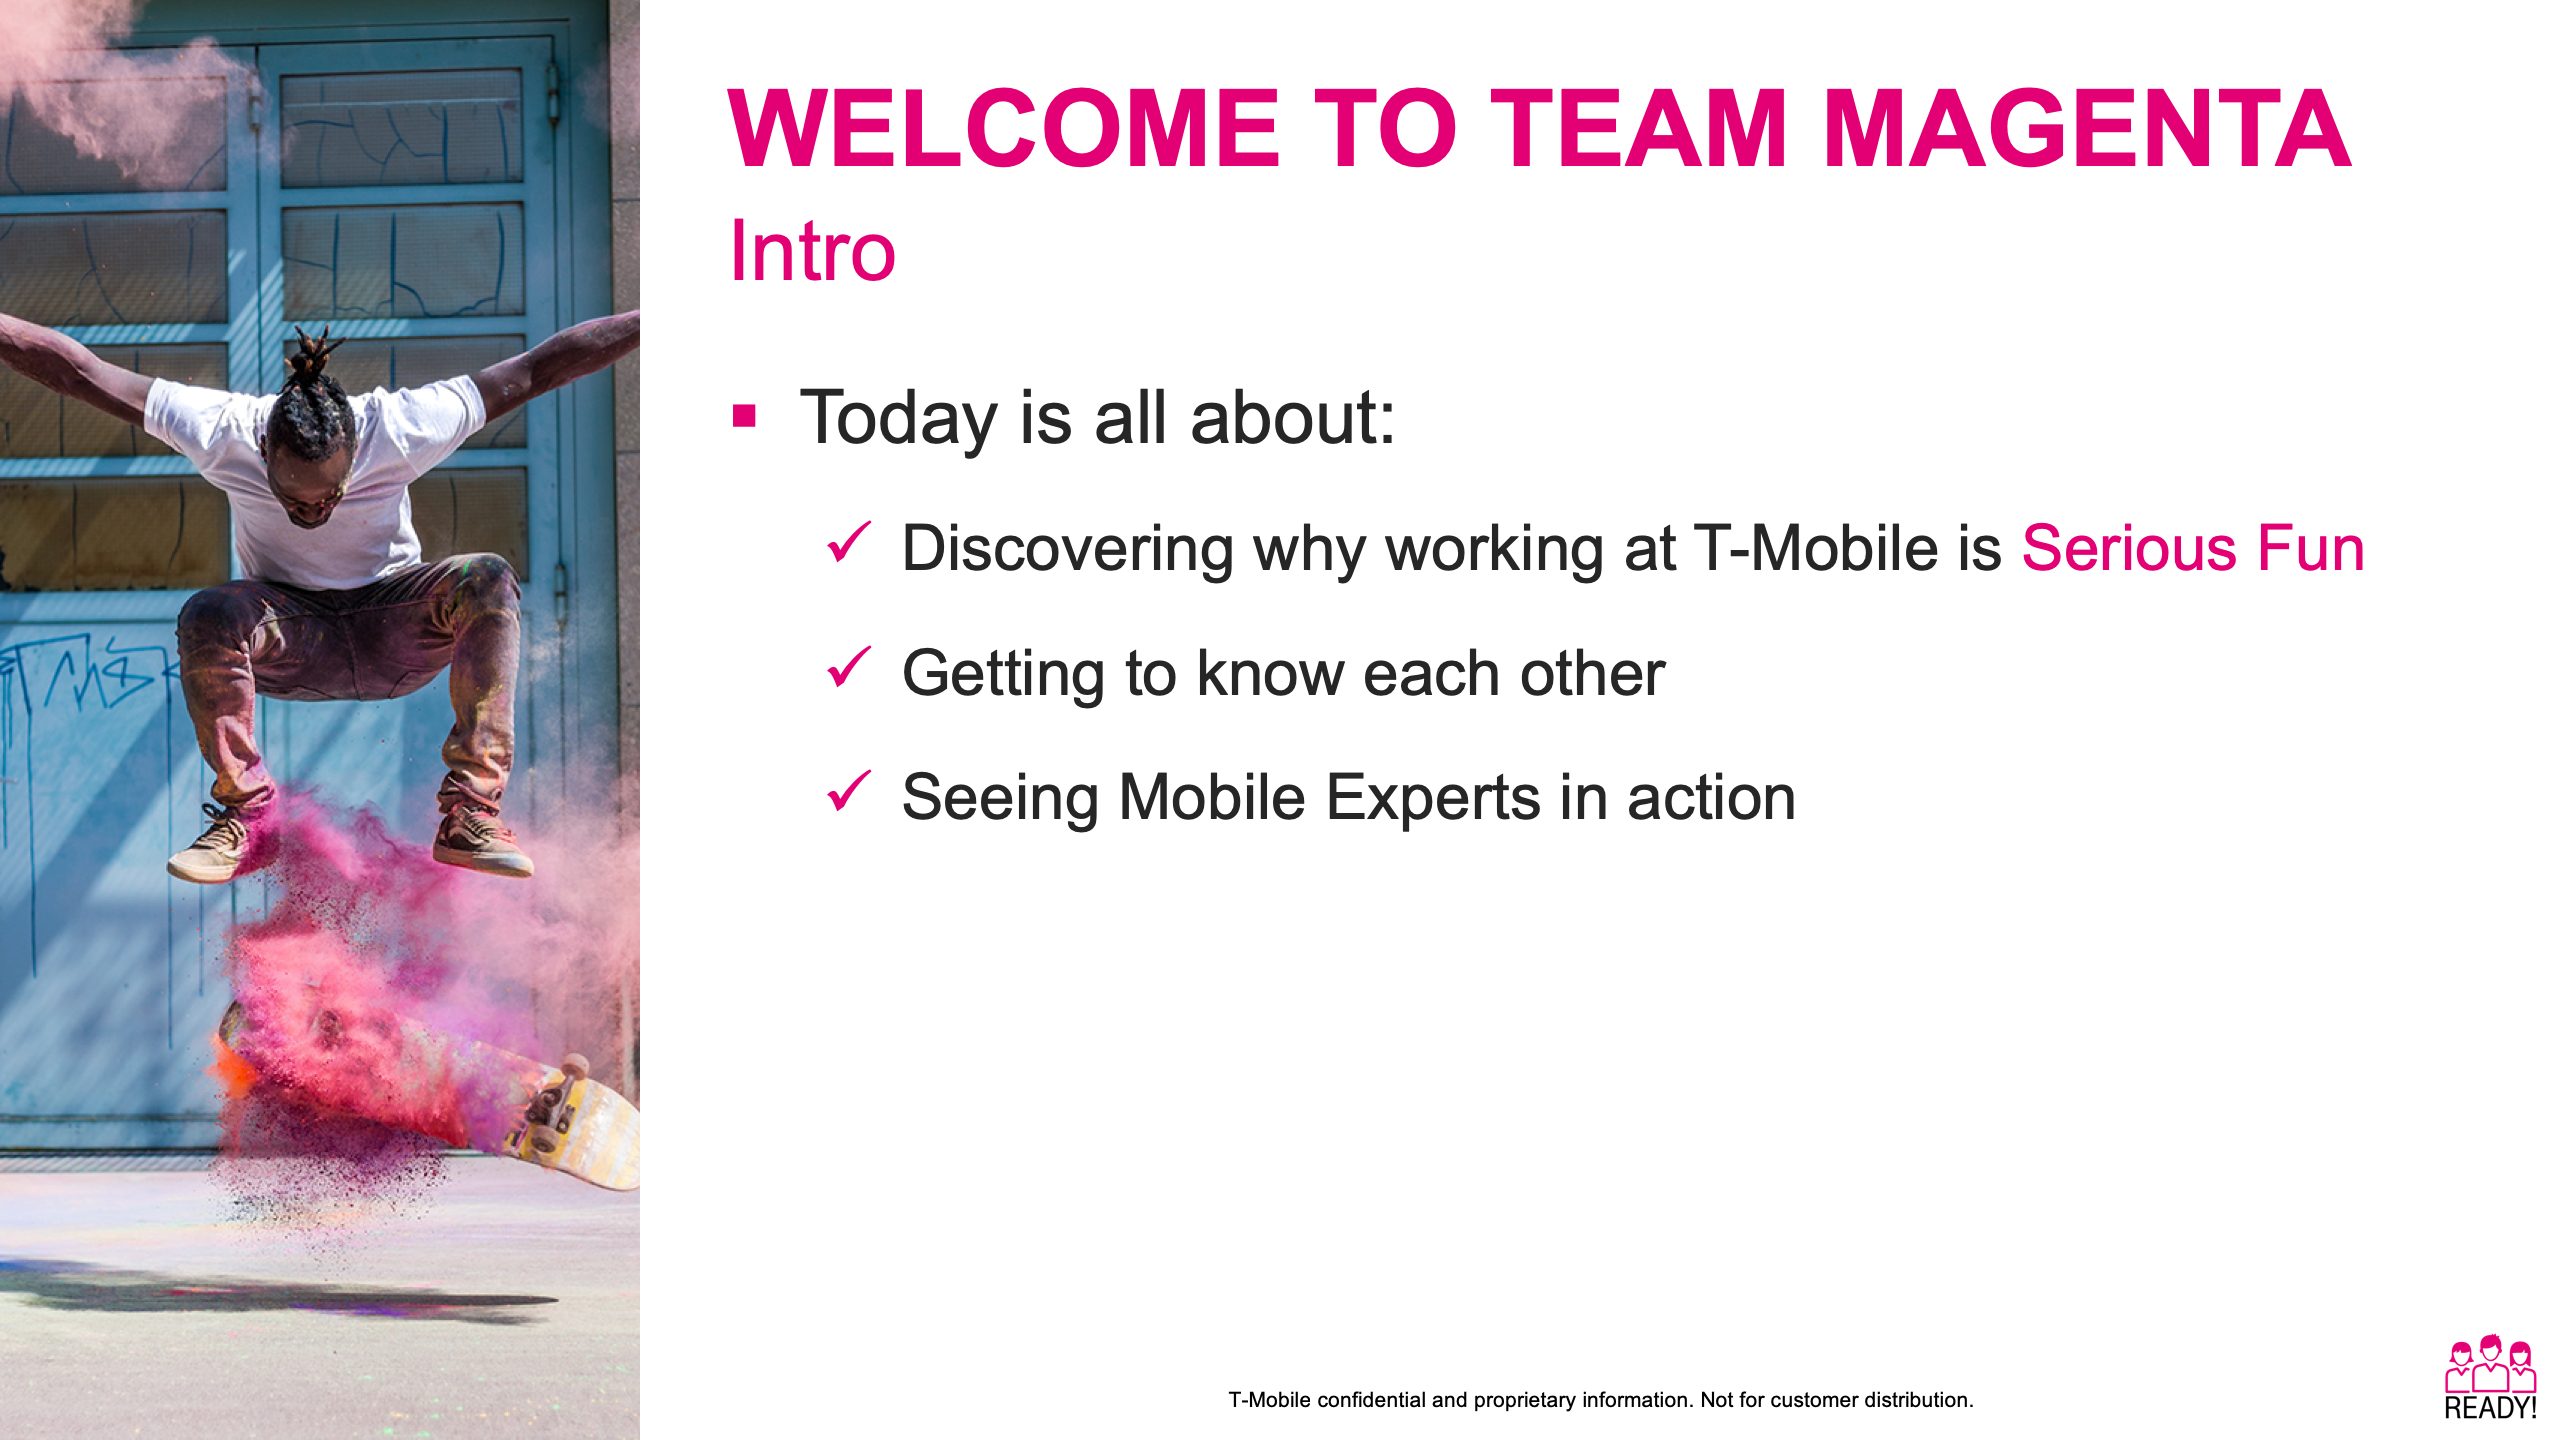 WELCOME TO TEAM MAGENTA
Intro
Today is all about:
Discovering why working at T-Mobile is Serious Fun
Getting to know each other
Seeing Mobile Experts in action
T-Mobile confidential and proprietary information. Not for customer distribution.
READY!